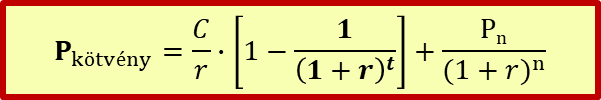 P_kötvény = C/r · [1 − 1/(1 + r)^t] + P_n/(1 + r)^n